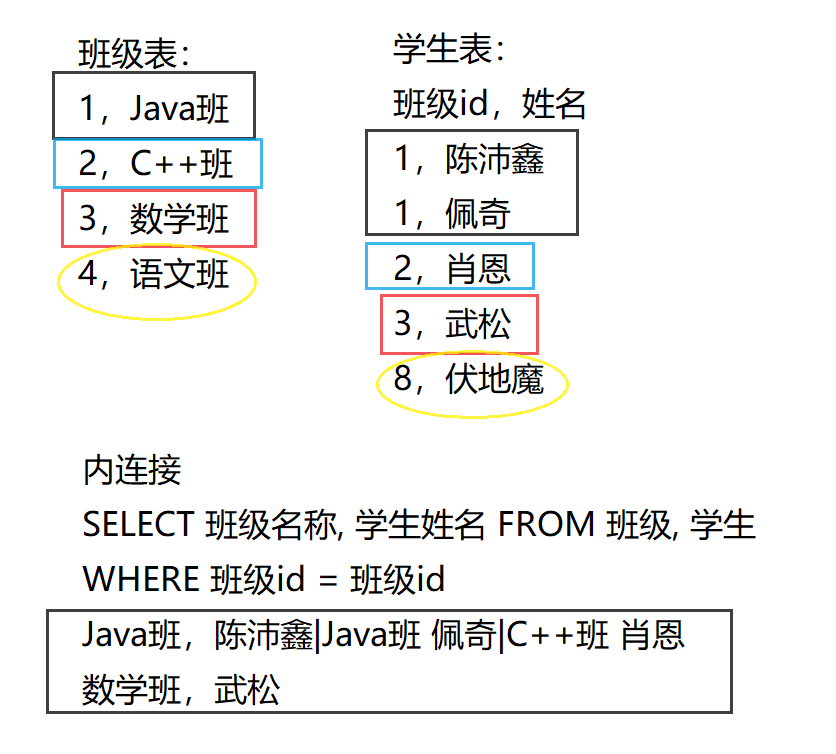 班级表：
1，Java班
2，C++班
3，数学班
4，语文班
学生表：
班级id，姓名
1，陈沛鑫
1，佩奇
2，肖恩
3，武松
8，伏地魔
内连接
SELECT 班级名称, 学生姓名 FROM 班级, 学生
WHERE 班级id = 班级id
Java班，陈沛鑫|Java班 佩奇|C++班 肖恩
数学班，武松